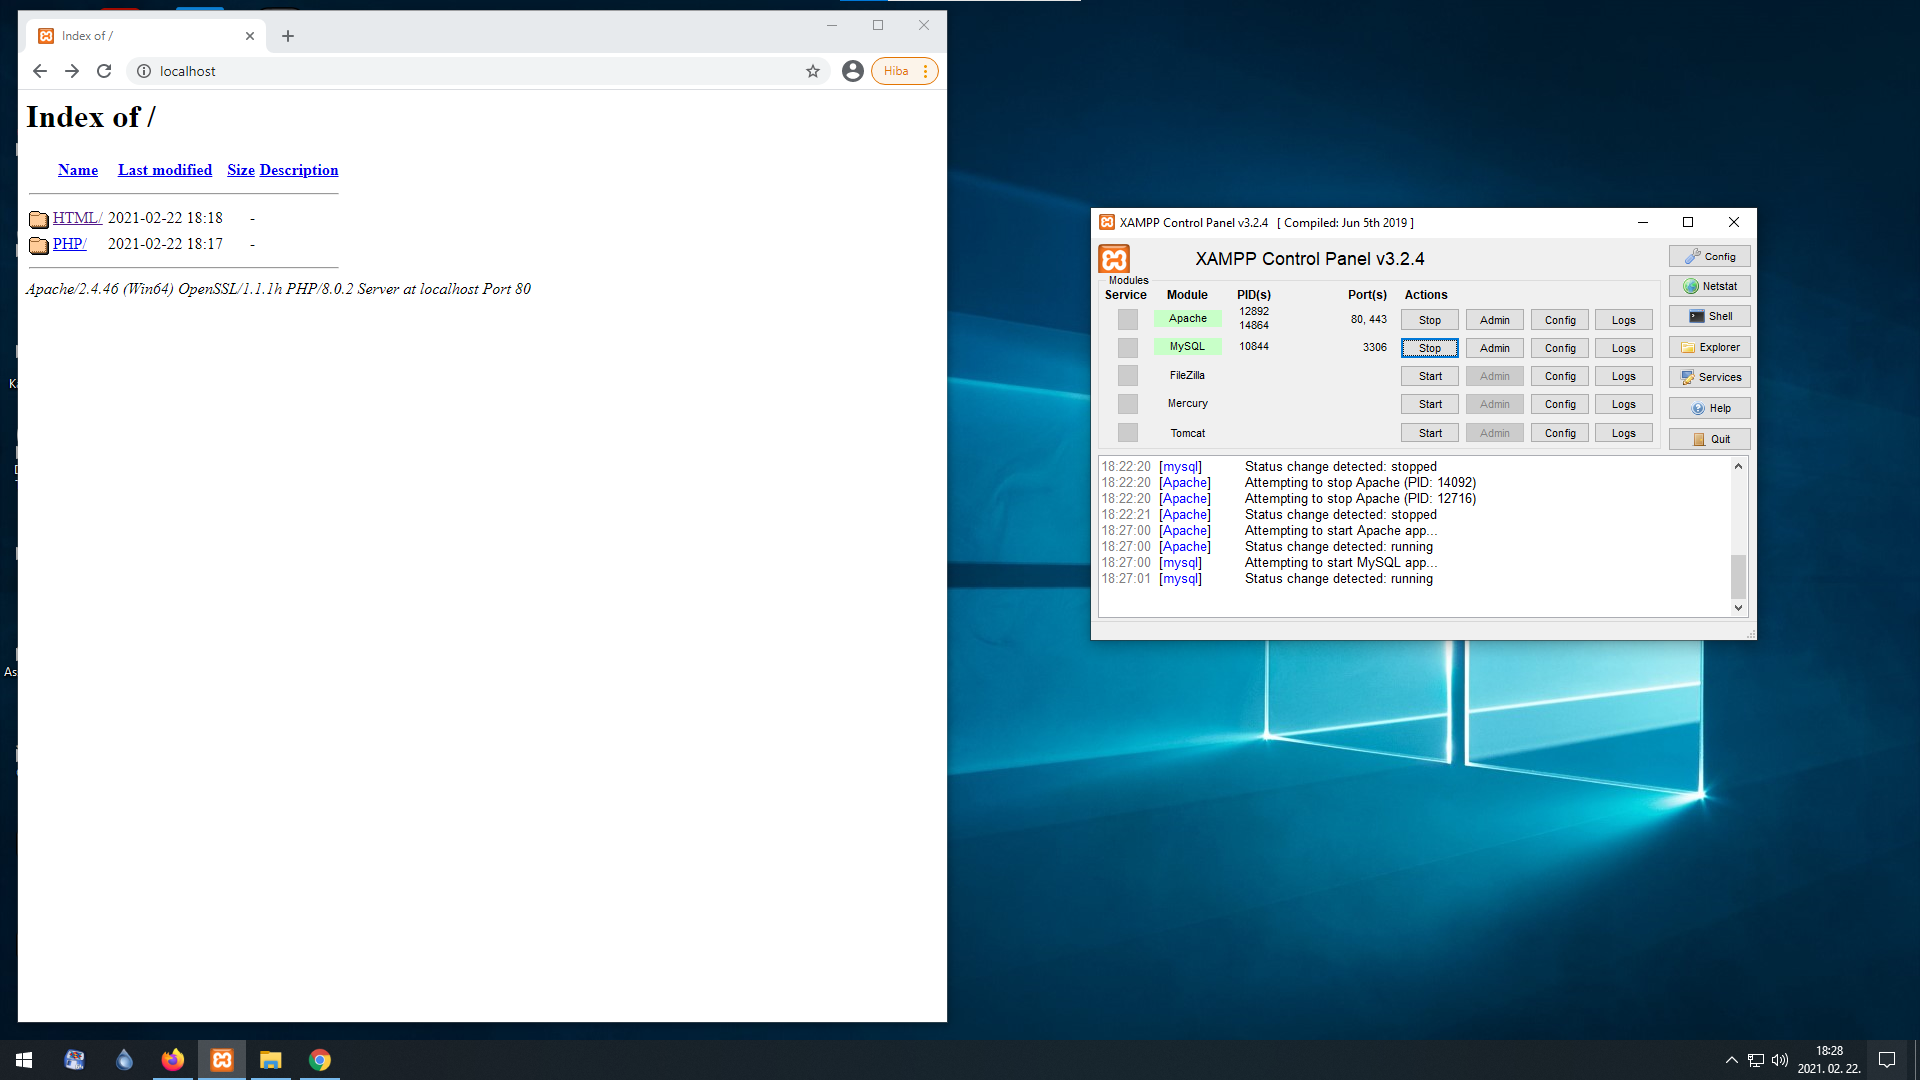 Index of /
localhost
Hiba
Index of /
Name Last modified Size Description
HTML/ 2021-02-22 18:18 -
PHP/ 2021-02-22 18:17 -
Apache/2.4.46 (Win64) OpenSSL/1.1.1h PHP/8.0.2 Server at localhost Port 80
XAMPP Control Panel v3.2.4 [ Compiled: Jun 5th 2019 ]
XAMPP Control Panel v3.2.4
Modules
Service Module PID(s) Port(s) Actions
Apache 12892 14864 80, 443 Stop Admin Config Logs
MySQL 10844 3306 Stop Admin Config Logs
FileZilla Start Admin Config Logs
Mercury Start Admin Config Logs
Tomcat Start Admin Config Logs
Config
Netstat
Shell
Explorer
Services
Help
Quit
18:22:20 [mysql] Status change detected: stopped
18:22:20 [Apache] Attempting to stop Apache (PID: 14092)
18:22:20 [Apache] Attempting to stop Apache (PID: 12716)
18:22:21 [Apache] Status change detected: stopped
18:27:00 [Apache] Attempting to start Apache app...
18:27:00 [Apache] Status change detected: running
18:27:00 [mysql] Attempting to start MySQL app...
18:27:01 [mysql] Status change detected: running
18:28
2021. 02. 22.